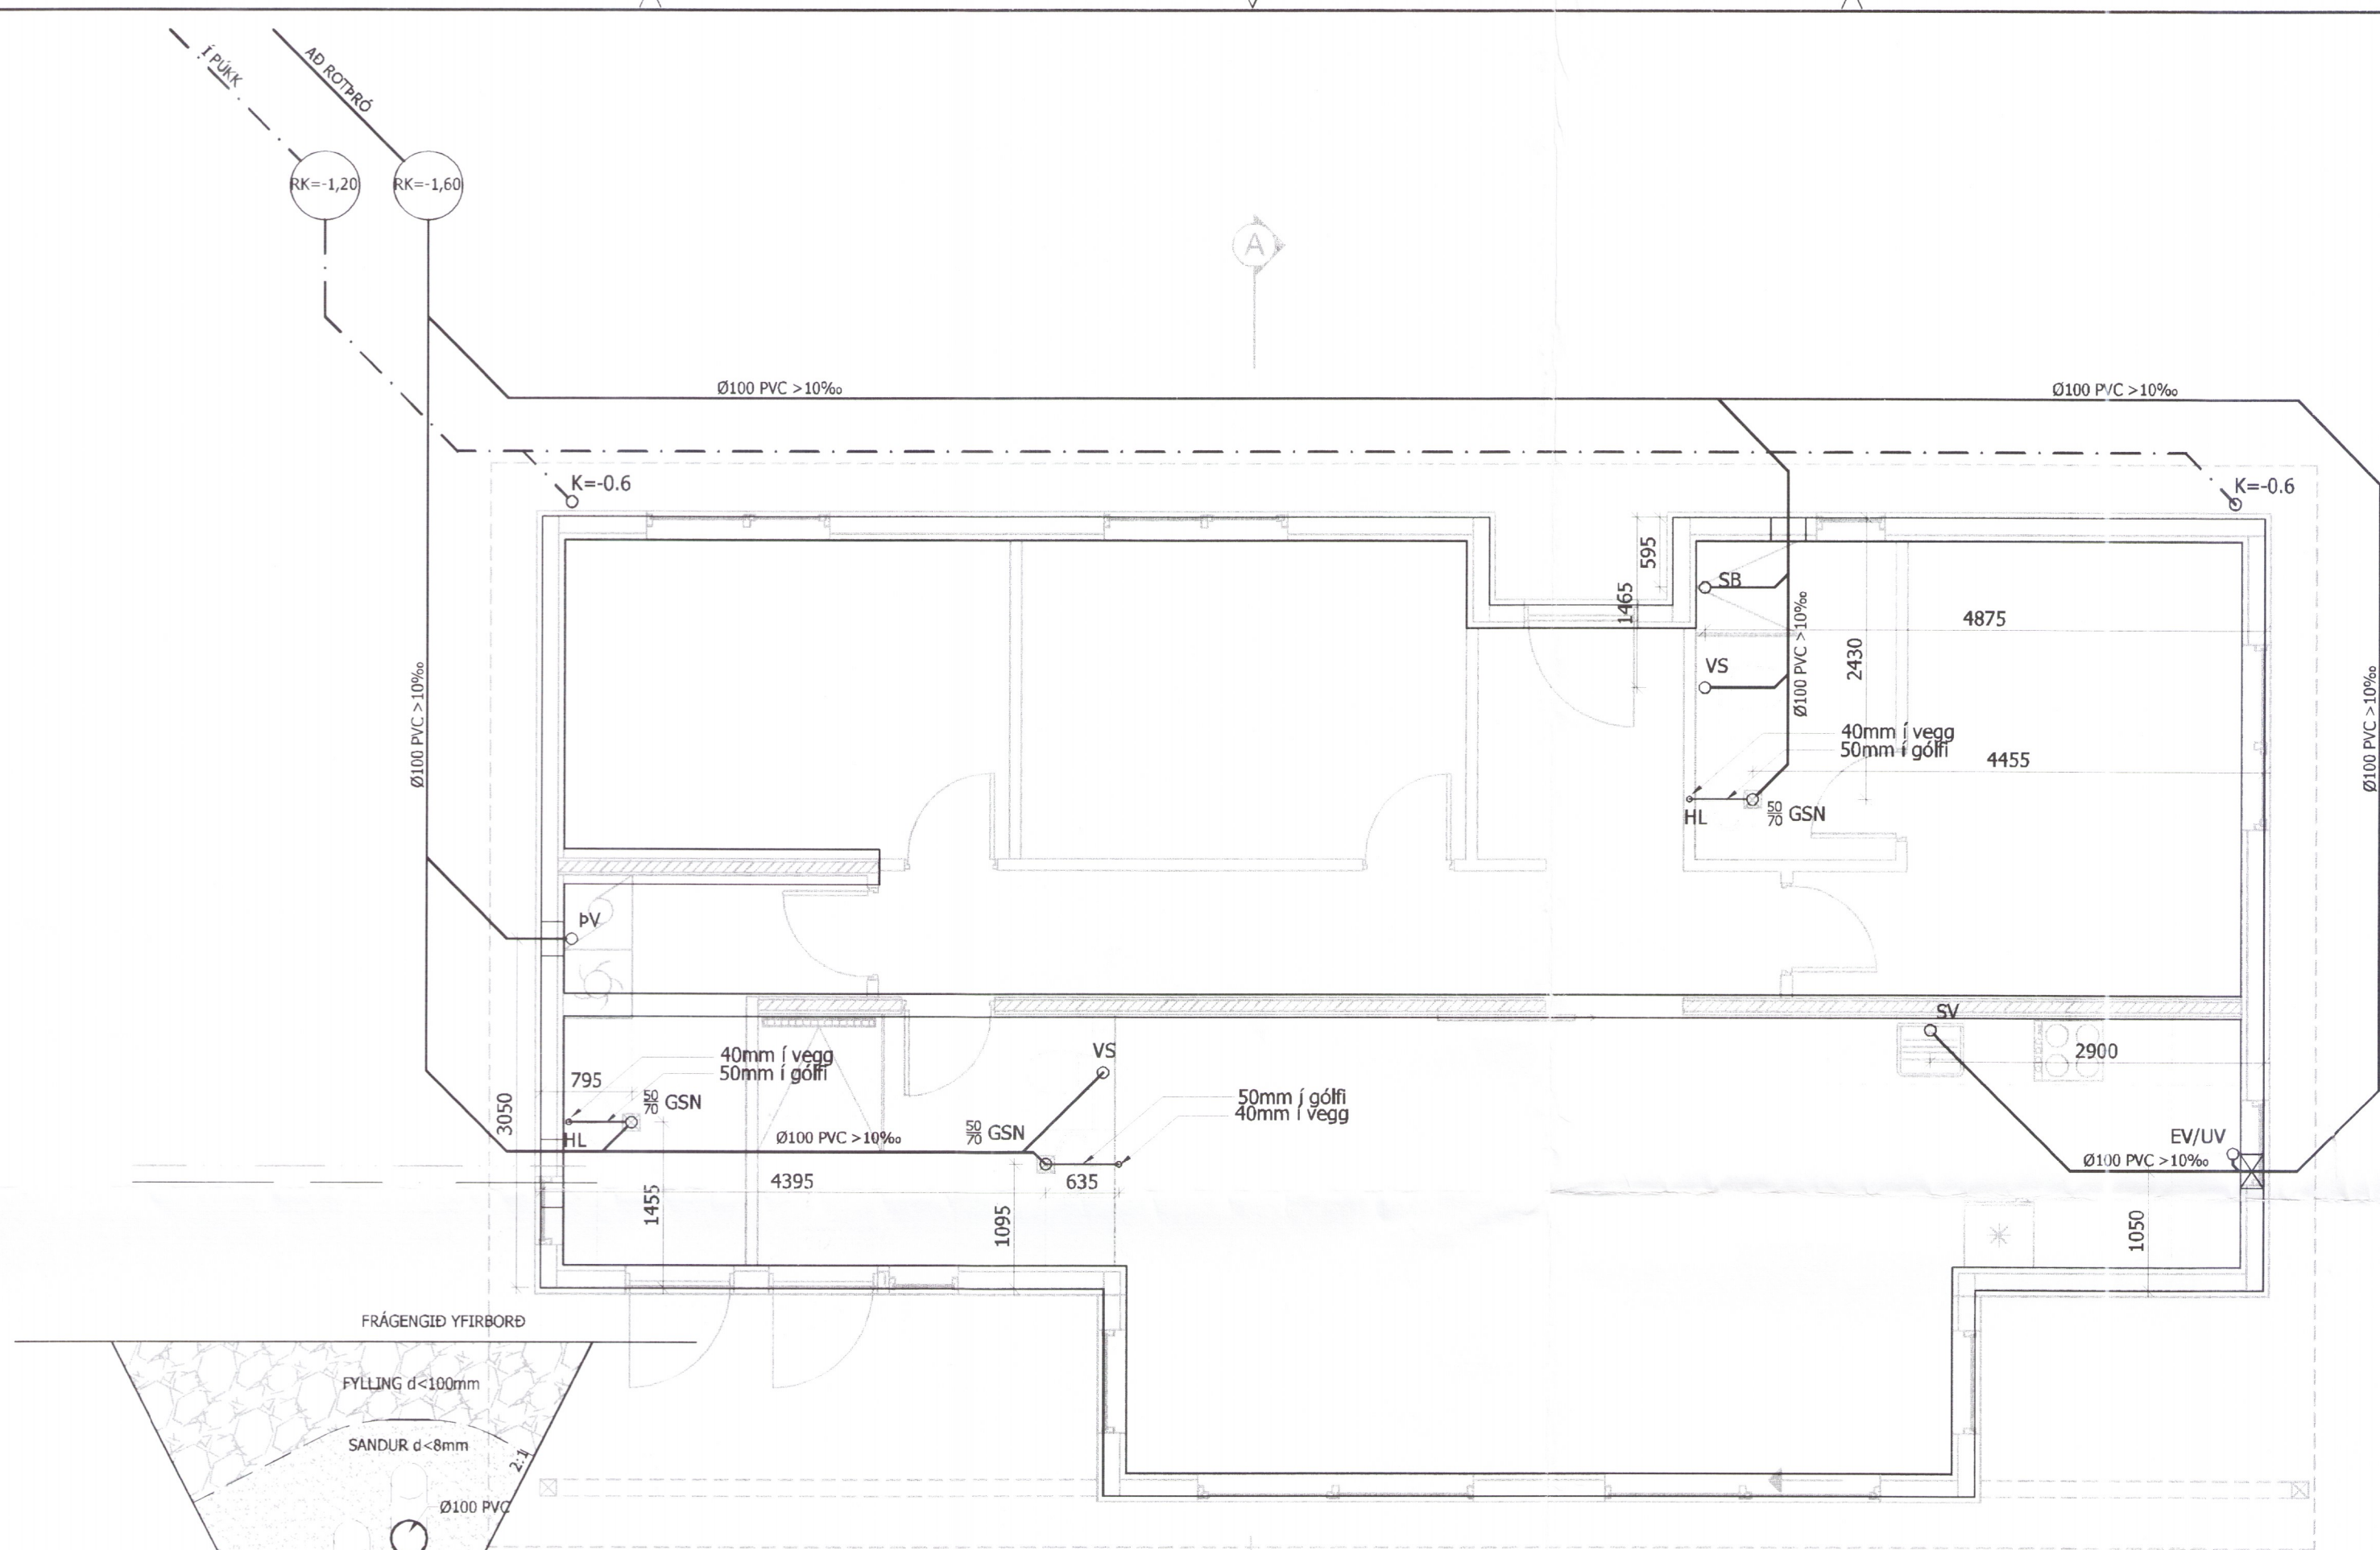 Í PÚKK
AÐ ROTÞRÓ
RK=-1,20
RK=-1,60
A
Ø100 PVC >10‰
Ø100 PVC >10‰
K=-0.6
K=-0.6
595
1465
SB
4875
VS
2430
Ø100 PVC >10‰
Ø100 PVC >10‰
Ø100 PVC >10‰
40mm í vegg
50mm í gólfi
4455
HL
50/70 GSN
ÞV
SV
VS
2900
40mm í vegg
50mm í gólfi
795
50/70 GSN
3050
HL
Ø100 PVC >10‰
50/70 GSN
50mm í gólfi
40mm í vegg
EV/UV
Ø100 PVC >10‰
4395
635
1455
1095
1050
FRÁGENGIÐ YFIRBORÐ
FYLLING d<100mm
SANDUR d<8mm
2:1
Ø100 PVC